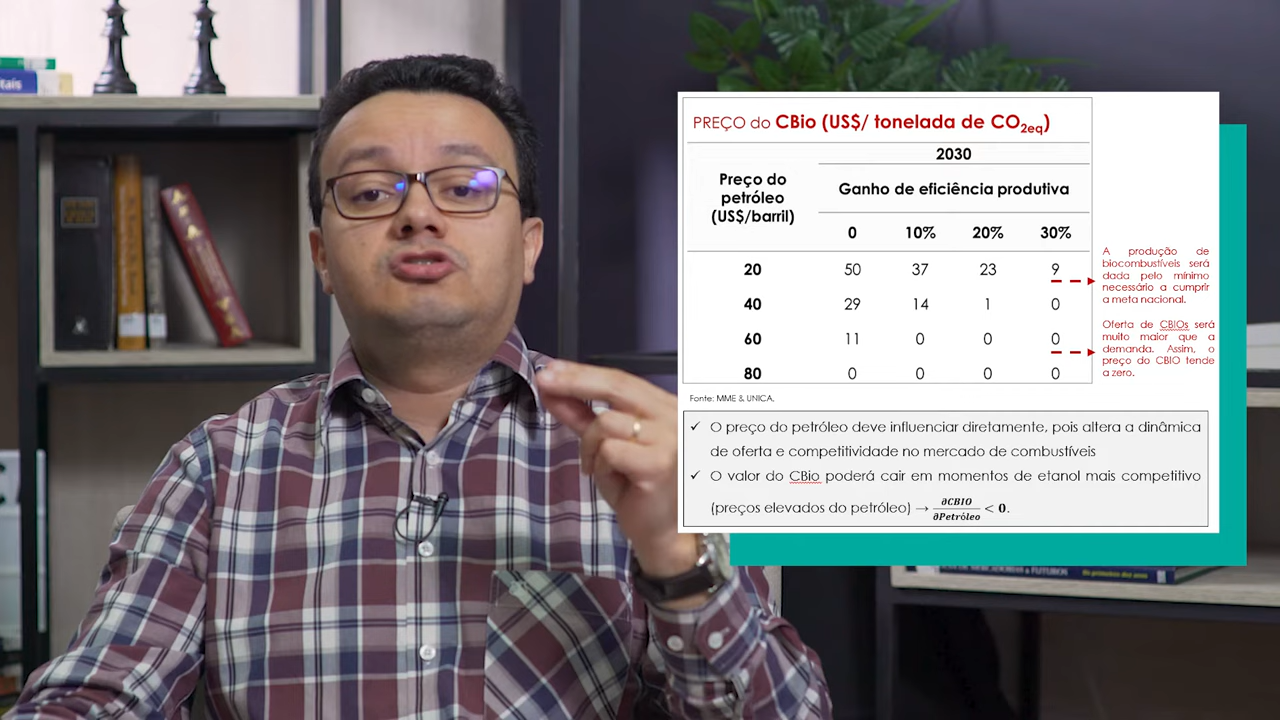 tais
PREÇO do CBio (US$/ tonelada de CO2eq)
2030
Preço do
petróleo
(US$/barril)
Ganho de eficiência produtiva
0 10% 20% 30%
20 50 37 23 9
40 29 14 1 0
60 11 0 0 0
80 0 0 0 0
A produção de
biocombustíveis será
dada pelo mínimo
necessário a cumprir
a meta nacional.
Oferta de CBIOs será
muito maior que a
demanda. Assim, o
preço do CBIO tende
a zero.
Fonte: MME & UNICA.
✓ O preço do petróleo deve influenciar diretamente, pois altera a dinâmica
de oferta e competitividade no mercado de combustíveis
✓ O valor do CBio poderá cair em momentos de etanol mais competitivo
(preços elevados do petróleo) → ∂CBIO/∂Petróleo < 0.